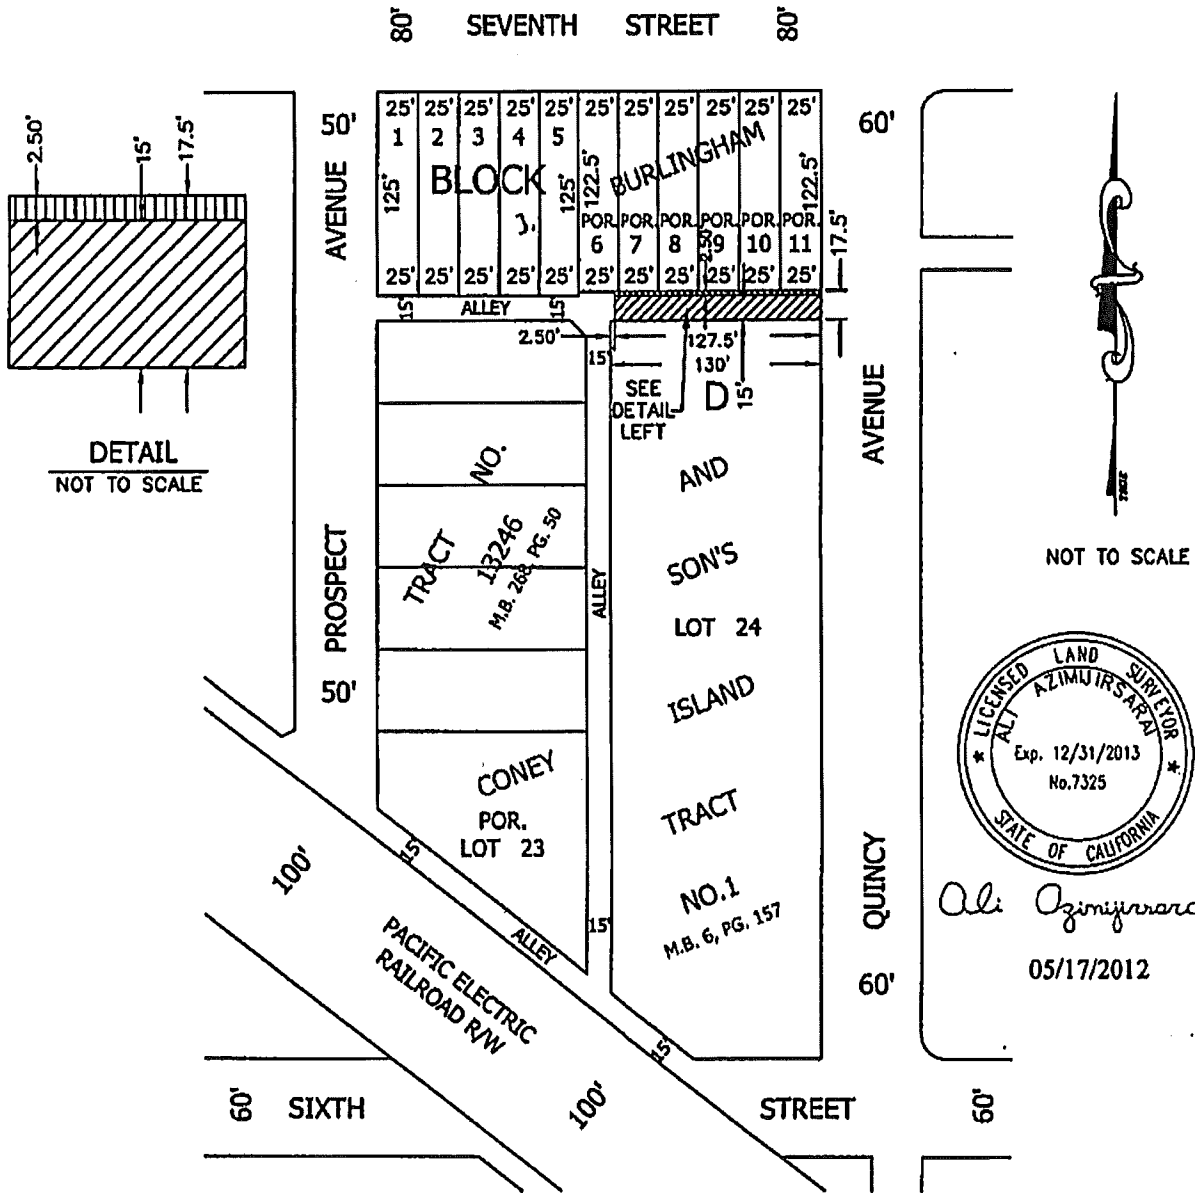 80' SEVENTH STREET 80'
50' 60'
25' 25' 25' 25' 25' 25' 25' 25' 25' 25' 25'
1 2 3 4 5
BLOCK J.
BURLINGHAM
125' 125' 122.5' 122.5'
POR. POR. POR. POR. POR. POR.
6 7 8 9 10 11
25' 25' 25' 25' 25' 25' 25' 25' 25' 25' 25'
2.50'
17.5'
15' ALLEY 15'
2.50' 15'
127.5'
130'
15'
SEE
DETAIL
LEFT
2.50' 15' 17.5'
DETAIL
NOT TO SCALE
PROSPECT AVENUE
50'
TRACT NO.
13246
M.B. 268, PG. 50
CONEY
POR.
LOT 23
ALLEY
15'
D
AND
SON'S
LOT 24
ISLAND
TRACT
NO.1
M.B. 6, PG. 157
QUINCY AVENUE
60'
15' ALLEY 15'
100'
PACIFIC ELECTRIC
RAILROAD R/W
100'
60' SIXTH STREET 60'
NOT TO SCALE
LICENSED LAND SURVEYOR
ALI AZIMIJIRSARAI
Exp. 12/31/2013
No.7325
STATE OF CALIFORNIA
Ali
05/17/2012